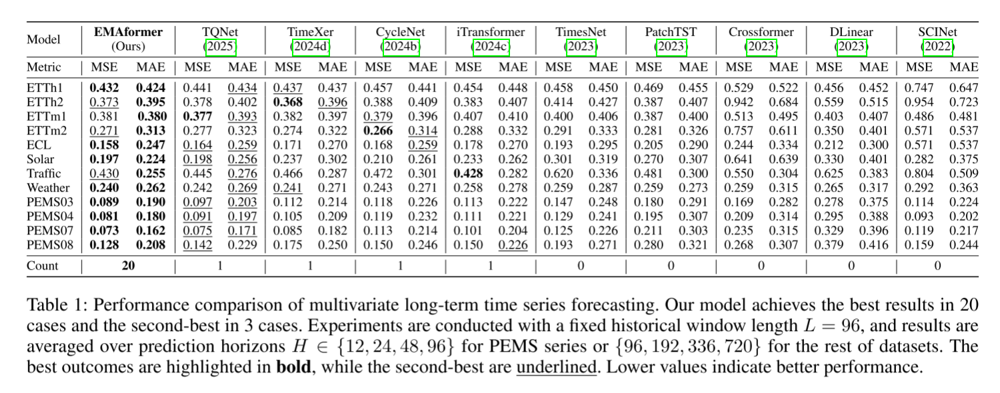 Model EMAformer TQNet TimeXer CycleNet iTransformer TimesNet PatchTST Crossformer DLinear SCINet
(Ours) (2025) (2024d) (2024b) (2024c) (2023) (2023) (2023) (2023) (2022)
Metric MSE MAE MSE MAE MSE MAE MSE MAE MSE MAE MSE MAE MSE MAE MSE MAE MSE MAE MSE MAE
ETTh1 0.432 0.424 0.441 0.434 0.437 0.437 0.457 0.441 0.454 0.448 0.458 0.450 0.469 0.455 0.529 0.522 0.456 0.452 0.747 0.647
ETTh2 0.373 0.395 0.378 0.402 0.368 0.396 0.388 0.409 0.383 0.407 0.414 0.427 0.387 0.407 0.942 0.684 0.559 0.515 0.954 0.723
ETTm1 0.381 0.380 0.377 0.393 0.382 0.397 0.379 0.396 0.407 0.410 0.400 0.406 0.387 0.400 0.513 0.495 0.403 0.407 0.486 0.481
ETTm2 0.271 0.313 0.277 0.323 0.274 0.322 0.266 0.314 0.288 0.332 0.291 0.333 0.281 0.326 0.757 0.611 0.350 0.401 0.571 0.537
ECL 0.158 0.247 0.164 0.259 0.171 0.270 0.168 0.259 0.178 0.270 0.193 0.295 0.205 0.290 0.244 0.334 0.212 0.300 0.571 0.537
Solar 0.197 0.224 0.198 0.256 0.237 0.302 0.210 0.261 0.233 0.262 0.301 0.319 0.270 0.307 0.641 0.639 0.330 0.401 0.282 0.375
Traffic 0.430 0.255 0.445 0.276 0.466 0.287 0.472 0.301 0.428 0.282 0.620 0.336 0.481 0.300 0.550 0.304 0.625 0.383 0.804 0.509
Weather 0.240 0.262 0.242 0.269 0.241 0.271 0.243 0.271 0.258 0.278 0.259 0.287 0.259 0.273 0.259 0.315 0.265 0.317 0.292 0.363
PEMS03 0.089 0.190 0.097 0.203 0.112 0.214 0.118 0.226 0.113 0.222 0.147 0.248 0.180 0.291 0.169 0.282 0.278 0.375 0.114 0.224
PEMS04 0.081 0.180 0.091 0.197 0.105 0.209 0.119 0.232 0.111 0.221 0.129 0.241 0.195 0.307 0.209 0.314 0.295 0.388 0.093 0.202
PEMS07 0.073 0.162 0.075 0.171 0.085 0.182 0.113 0.214 0.101 0.204 0.125 0.226 0.211 0.303 0.235 0.315 0.329 0.396 0.119 0.217
PEMS08 0.128 0.208 0.142 0.229 0.175 0.250 0.150 0.246 0.150 0.226 0.193 0.271 0.280 0.321 0.268 0.307 0.379 0.416 0.159 0.244
Count 20 1 1 1 1 0 0 0 0 0
Table 1: Performance comparison of multivariate long-term time series forecasting. Our model achieves the best results in 20
cases and the second-best in 3 cases. Experiments are conducted with a fixed historical window length L = 96, and results are
averaged over prediction horizons H ∈ {12, 24, 48, 96} for PEMS series or {96, 192, 336, 720} for the rest of datasets. The
best outcomes are highlighted in bold, while the second-best are underlined. Lower values indicate better performance.